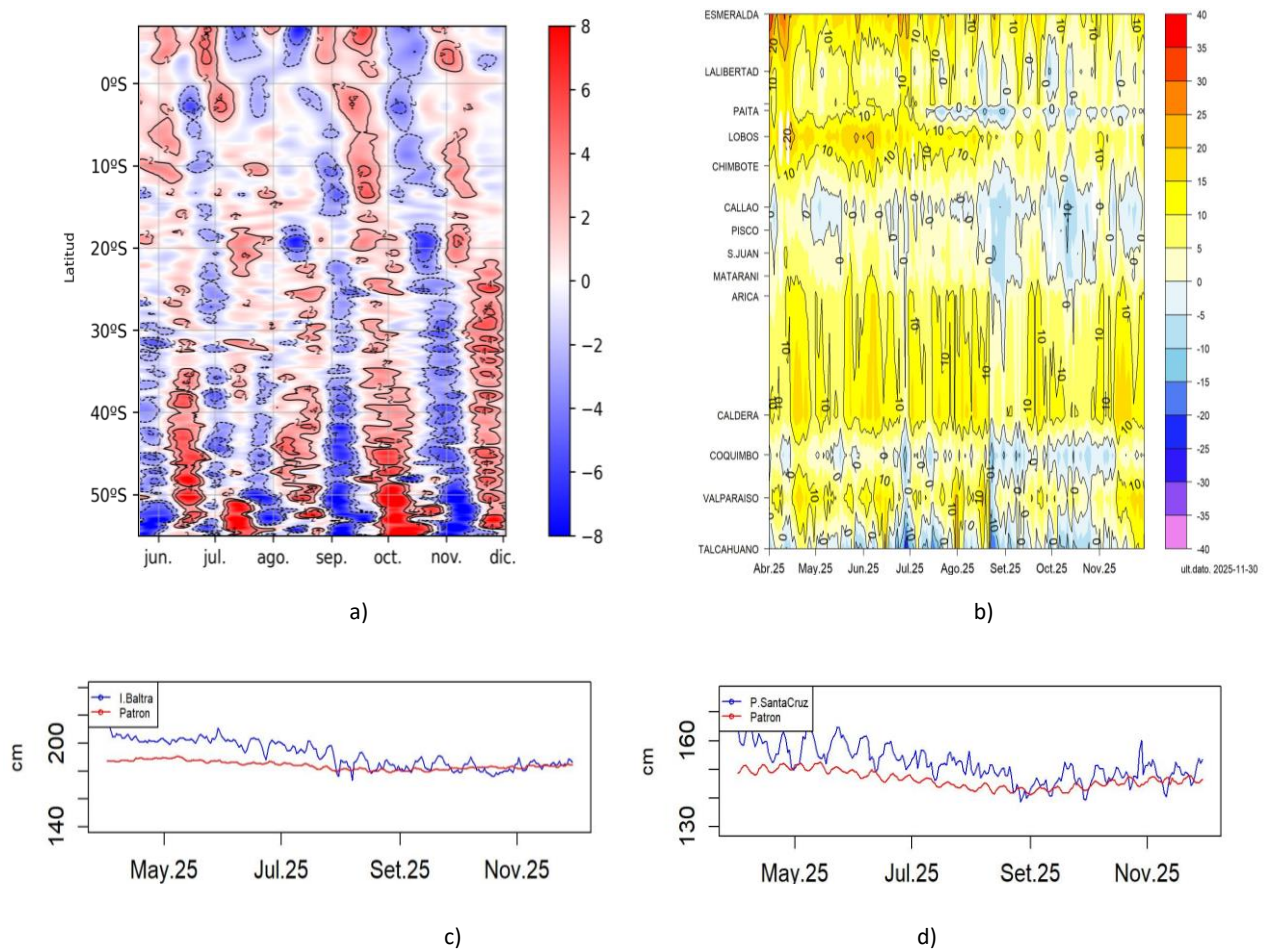 8
6
4
2
0
−2
−4
−6
−8
0ºS
10ºS
20ºS
30ºS
40ºS
50ºS
Latitud
jun. jul. ago. sep. oct. nov. dic.
a)
ESMERALDA
LALIBERTAD
PAITA
LOBOS
CHIMBOTE
CALLAO
PISCO
S.JUAN
MATARANI
ARICA
CALDERA
COQUIMBO
VALPARAISO
TALCAHUANO
Abr.25 May.25 Jun.25 Jul.25 Ago.25 Set.25 Oct.25 Nov.25
40
35
30
25
20
15
10
5
0
-5
-10
-15
-20
-25
-30
-35
-40
ult.dato. 2025-11-30
b)
I.Baltra
Patron
cm
200
140
May.25 Jul.25 Set.25 Nov.25
c)
P.SantaCruz
Patron
cm
160
130
May.25 Jul.25 Set.25 Nov.25
d)